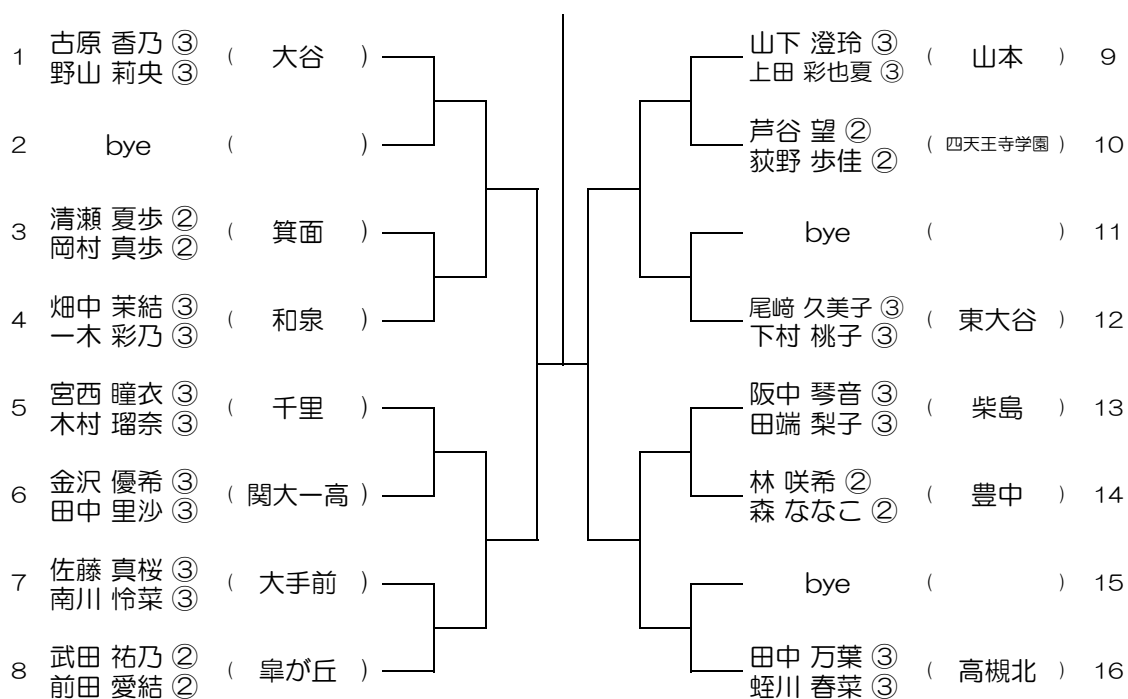 1 古原 香乃 ③ ( 大谷 )
野山 莉央 ③
2 bye ( )
3 清瀬 夏歩 ② ( 箕面 )
岡村 真歩 ②
4 畑中 茉結 ③ ( 和泉 )
一木 彩乃 ③
5 宮西 瞳衣 ③ ( 千里 )
木村 瑠奈 ③
6 金沢 優希 ③ ( 関大一高 )
田中 里沙 ③
7 佐藤 真桜 ③ ( 大手前 )
南川 怜菜 ③
8 武田 祐乃 ② ( 皐が丘 )
前田 愛結 ②
山下 澄玲 ③ ( 山本 ) 9
上田 彩也夏 ③
芦谷 望 ② ( 四天王寺学園 ) 10
荻野 歩佳 ②
bye ( ) 11
尾﨑 久美子 ③ ( 東大谷 ) 12
下村 桃子 ③
阪中 琴音 ③ ( 柴島 ) 13
田端 梨子 ③
林 咲希 ② ( 豊中 ) 14
森 ななこ ②
bye ( ) 15
田中 万葉 ③ ( 高槻北 ) 16
蛭川 春菜 ③